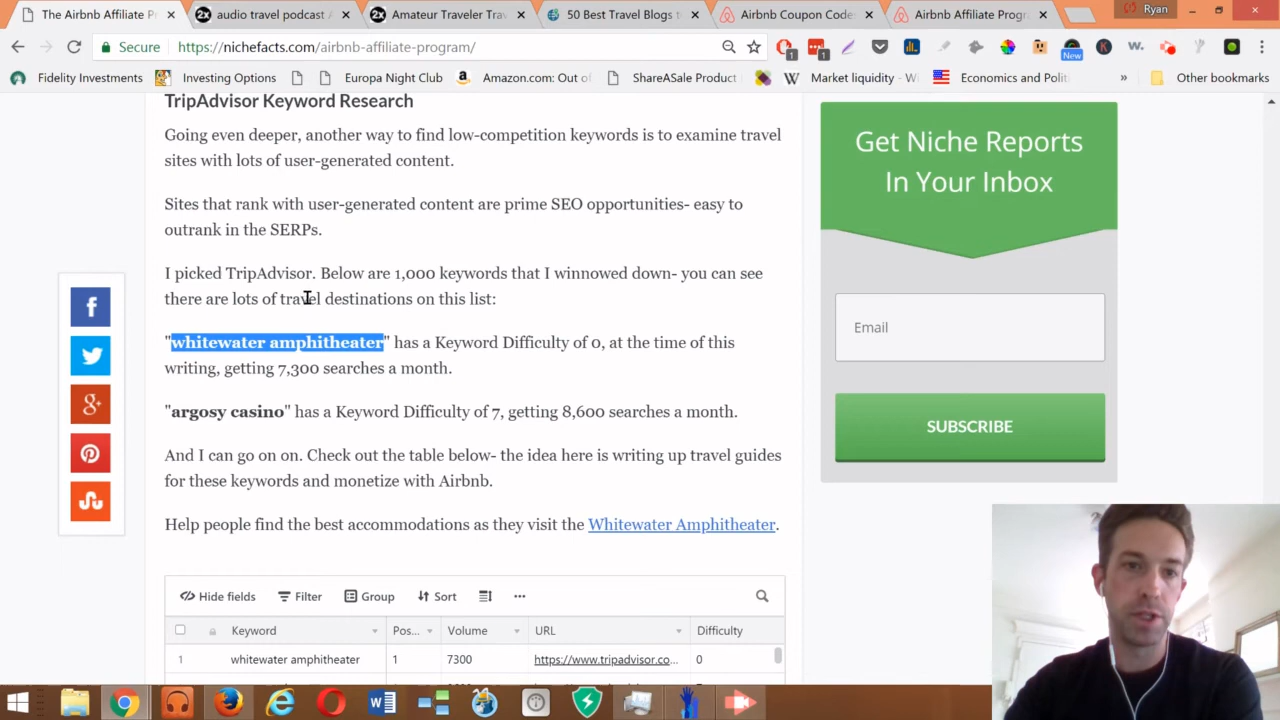 The Airbnb Affiliate P
audio travel podcast
Amateur Traveler Tra
50 Best Travel Blogs t
Airbnb Coupon Code
Airbnb Affiliate Progr
Ryan
Secure
https://nichefacts.com/airbnb-affiliate-program/
1
1
New
W.
Fidelity Investments
Investing Options
Europa Night Club
Amazon.com: Out of
ShareASale Product
Market liquidity - Wi
Economics and Polit
»
Other bookmarks
TripAdvisor Keyword Research
Going even deeper, another way to find low-competition keywords is to examine travel
sites with lots of user-generated content.
Sites that rank with user-generated content are prime SEO opportunities- easy to
outrank in the SERPs.
I picked TripAdvisor. Below are 1,000 keywords that I winnowed down- you can see
there are lots of travel destinations on this list:
"whitewater amphitheater" has a Keyword Difficulty of 0, at the time of this
writing, getting 7,300 searches a month.
"argosy casino" has a Keyword Difficulty of 7, getting 8,600 searches a month.
And I can go on on. Check out the table below- the idea here is writing up travel guides
for these keywords and monetize with Airbnb.
Help people find the best accommodations as they visit the Whitewater Amphitheater.
Hide fields
Filter
Group
Sort
Keyword
Pos...
Volume
URL
Difficulty
1
whitewater amphitheater
1
7300
https://www.tripadvisor.co...
0
Get Niche Reports
In Your Inbox
Email
SUBSCRIBE